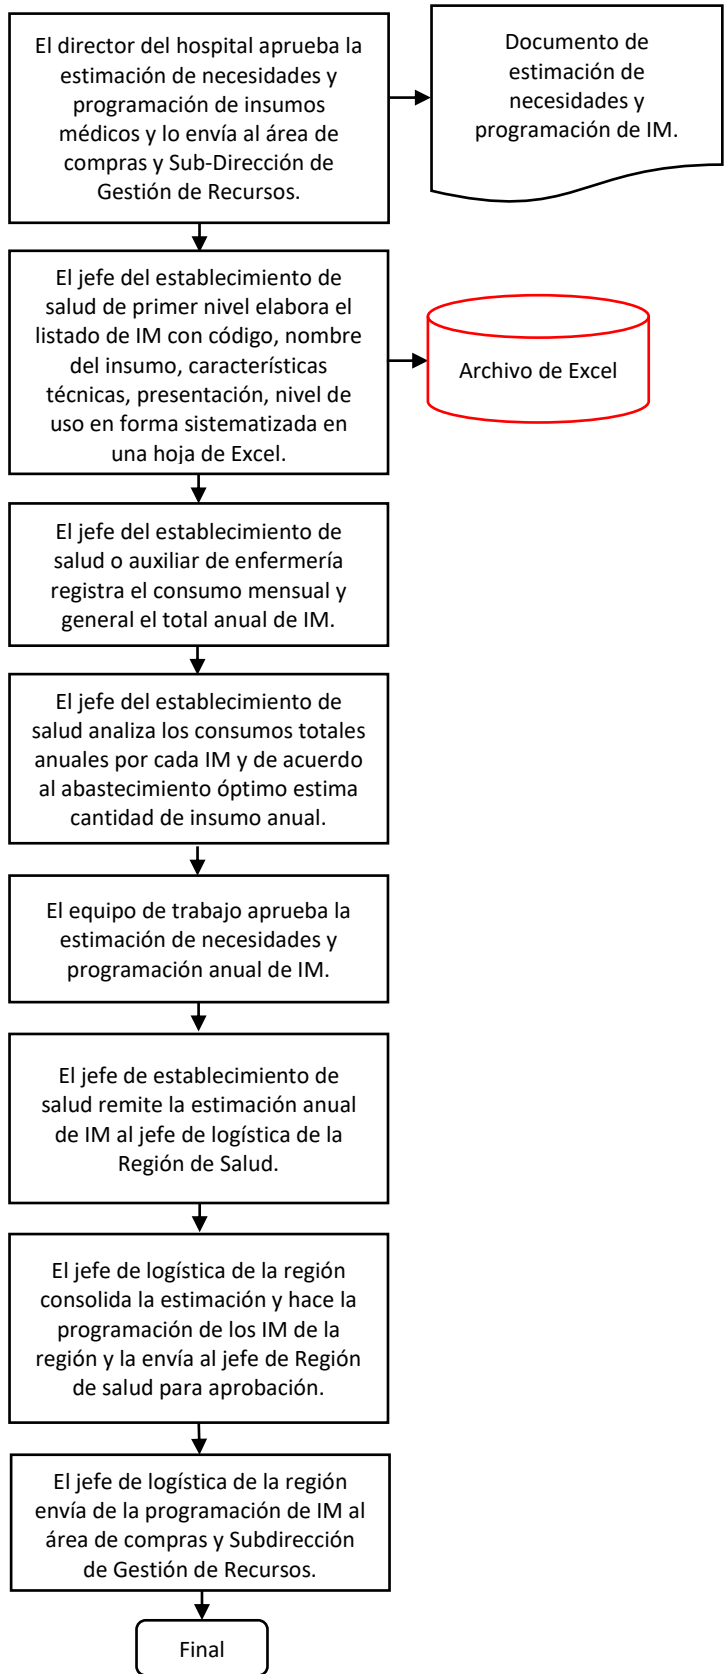 El director del hospital aprueba la
estimación de necesidades y
programación de insumos
médicos y lo envía al área de
compras y Sub-Dirección de
Gestión de Recursos.
Documento de
estimación de
necesidades y
programación de IM.
El jefe del establecimiento de
salud de primer nivel elabora el
listado de IM con código, nombre
del insumo, características
técnicas, presentación, nivel de
uso en forma sistematizada en
una hoja de Excel.
Archivo de Excel
El jefe del establecimiento de
salud o auxiliar de enfermería
registra el consumo mensual y
general el total anual de IM.
El jefe del establecimiento de
salud analiza los consumos totales
anuales por cada IM y de acuerdo
al abastecimiento óptimo estima
cantidad de insumo anual.
El equipo de trabajo aprueba la
estimación de necesidades y
programación anual de IM.
El jefe de establecimiento de
salud remite la estimación anual
de IM al jefe de logística de la
Región de Salud.
El jefe de logística de la región
consolida la estimación y hace la
programación de los IM de la
región y la envía al jefe de Región
de salud para aprobación.
El jefe de logística de la región
envía de la programación de IM al
área de compras y Subdirección
de Gestión de Recursos.
Final